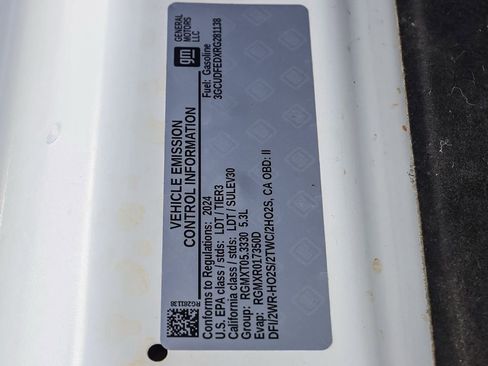 gm
GENERAL
MOTORS
LLC
Fuel: Gasoline
3GCUDFEDXRG281138
VEHICLE EMISSION
CONTROL INFORMATION
Conforms to Regulations: 2024
U.S. EPA class / stds: LDT / TIER3
California class / stds: LDT / SULEV30
Group: RGMXT05.3330 5.3L
Evap: RGMXR017350D
DFI/2WR-HO2S/2TWC/2HO2S, CA OBD: II
RG281138